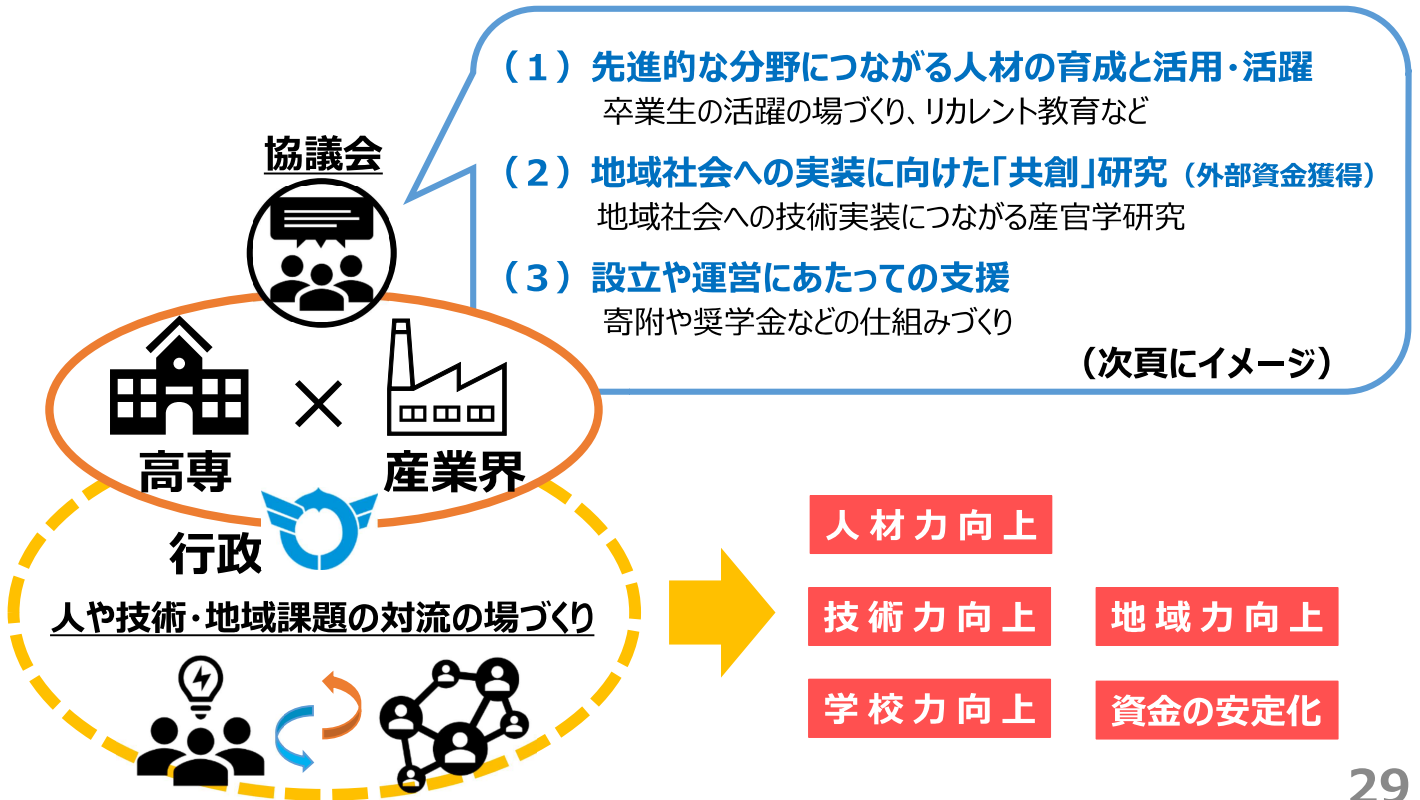 （１）先進的な分野につながる人材の育成と活用・活躍
卒業生の活躍の場づくり、リカレント教育など
（２）地域社会への実装に向けた「共創」研究（外部資金獲得）
地域社会への技術実装につながる産官学研究
（３）設立や運営にあたっての支援
寄附や奨学金などの仕組みづくり
（次頁にイメージ）
協議会
×
高専
産業界
行政
人や技術・地域課題の対流の場づくり
人材力向上
技術力向上
地域力向上
学校力向上
資金の安定化
29